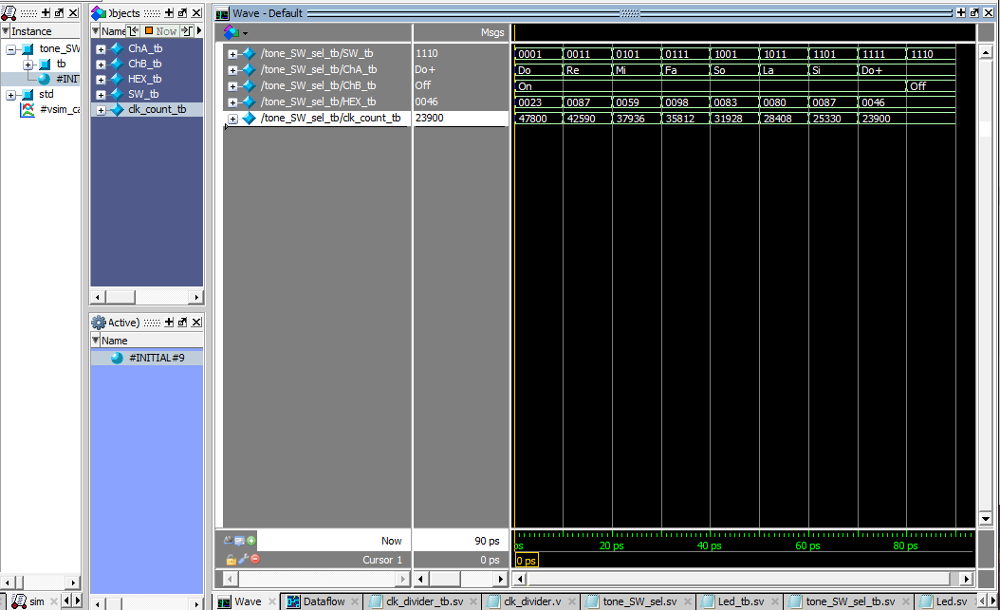 Objects
Wave - Default
Instance
Name
Now
Msgs
tone_SW
tb
#INIT
std
#vsim_ca
ChA_tb
ChB_tb
HEX_tb
SW_tb
clk_count_tb
/tone_SW_sel_tb/SW_tb 1110 0001 0011 0101 0111 1001 1011 1101 1111 1110
/tone_SW_sel_tb/ChA_tb Do+ Do Re Mi Fa So La Si Do+
/tone_SW_sel_tb/ChB_tb Off On Off
/tone_SW_sel_tb/HEX_tb 0046 0023 0087 0059 0098 0083 0080 0087 0046
/tone_SW_sel_tb/clk_count_tb 23900 47800 42590 37936 35812 31928 28408 25330 23900
Active)
Name
#INITIAL#9
Now 90 ps ps 20 ps 40 ps 60 ps 80 ps
Cursor 1 0 ps 0 ps
sim Wave Dataflow clk_divider_tb.sv clk_divider.v tone_SW_sel.sv Led_tb.sv tone_SW_sel_tb.sv Led.sv